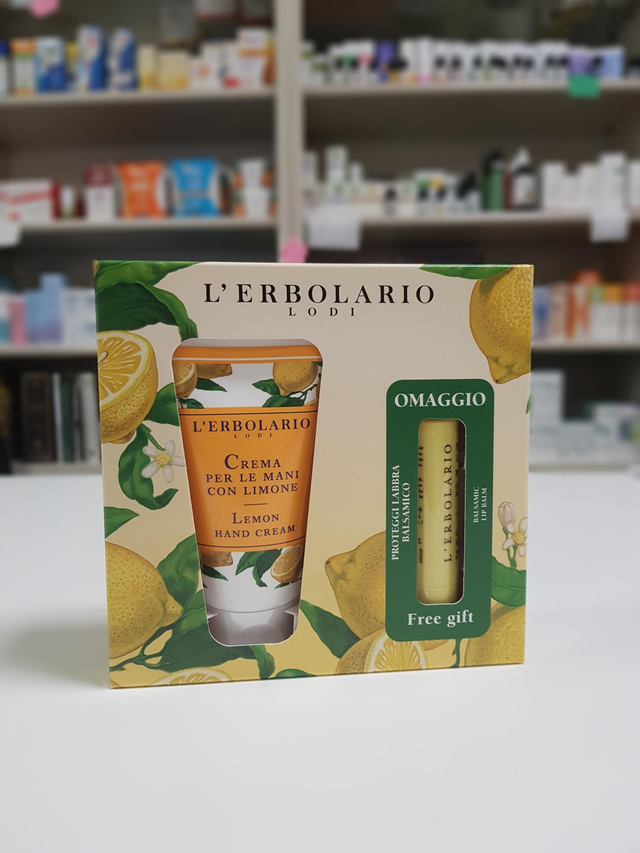 L'ERBOLARIO
LODI
L'ERBOLARIO
LODI
CREMA
PER LE MANI
CON LIMONE
LEMON
HAND CREAM
OMAGGIO
PROTEGGI LABBRA
BALSAMICO
L'ERBOLARIO
BALSAMIC
LIP BALM
Free gift